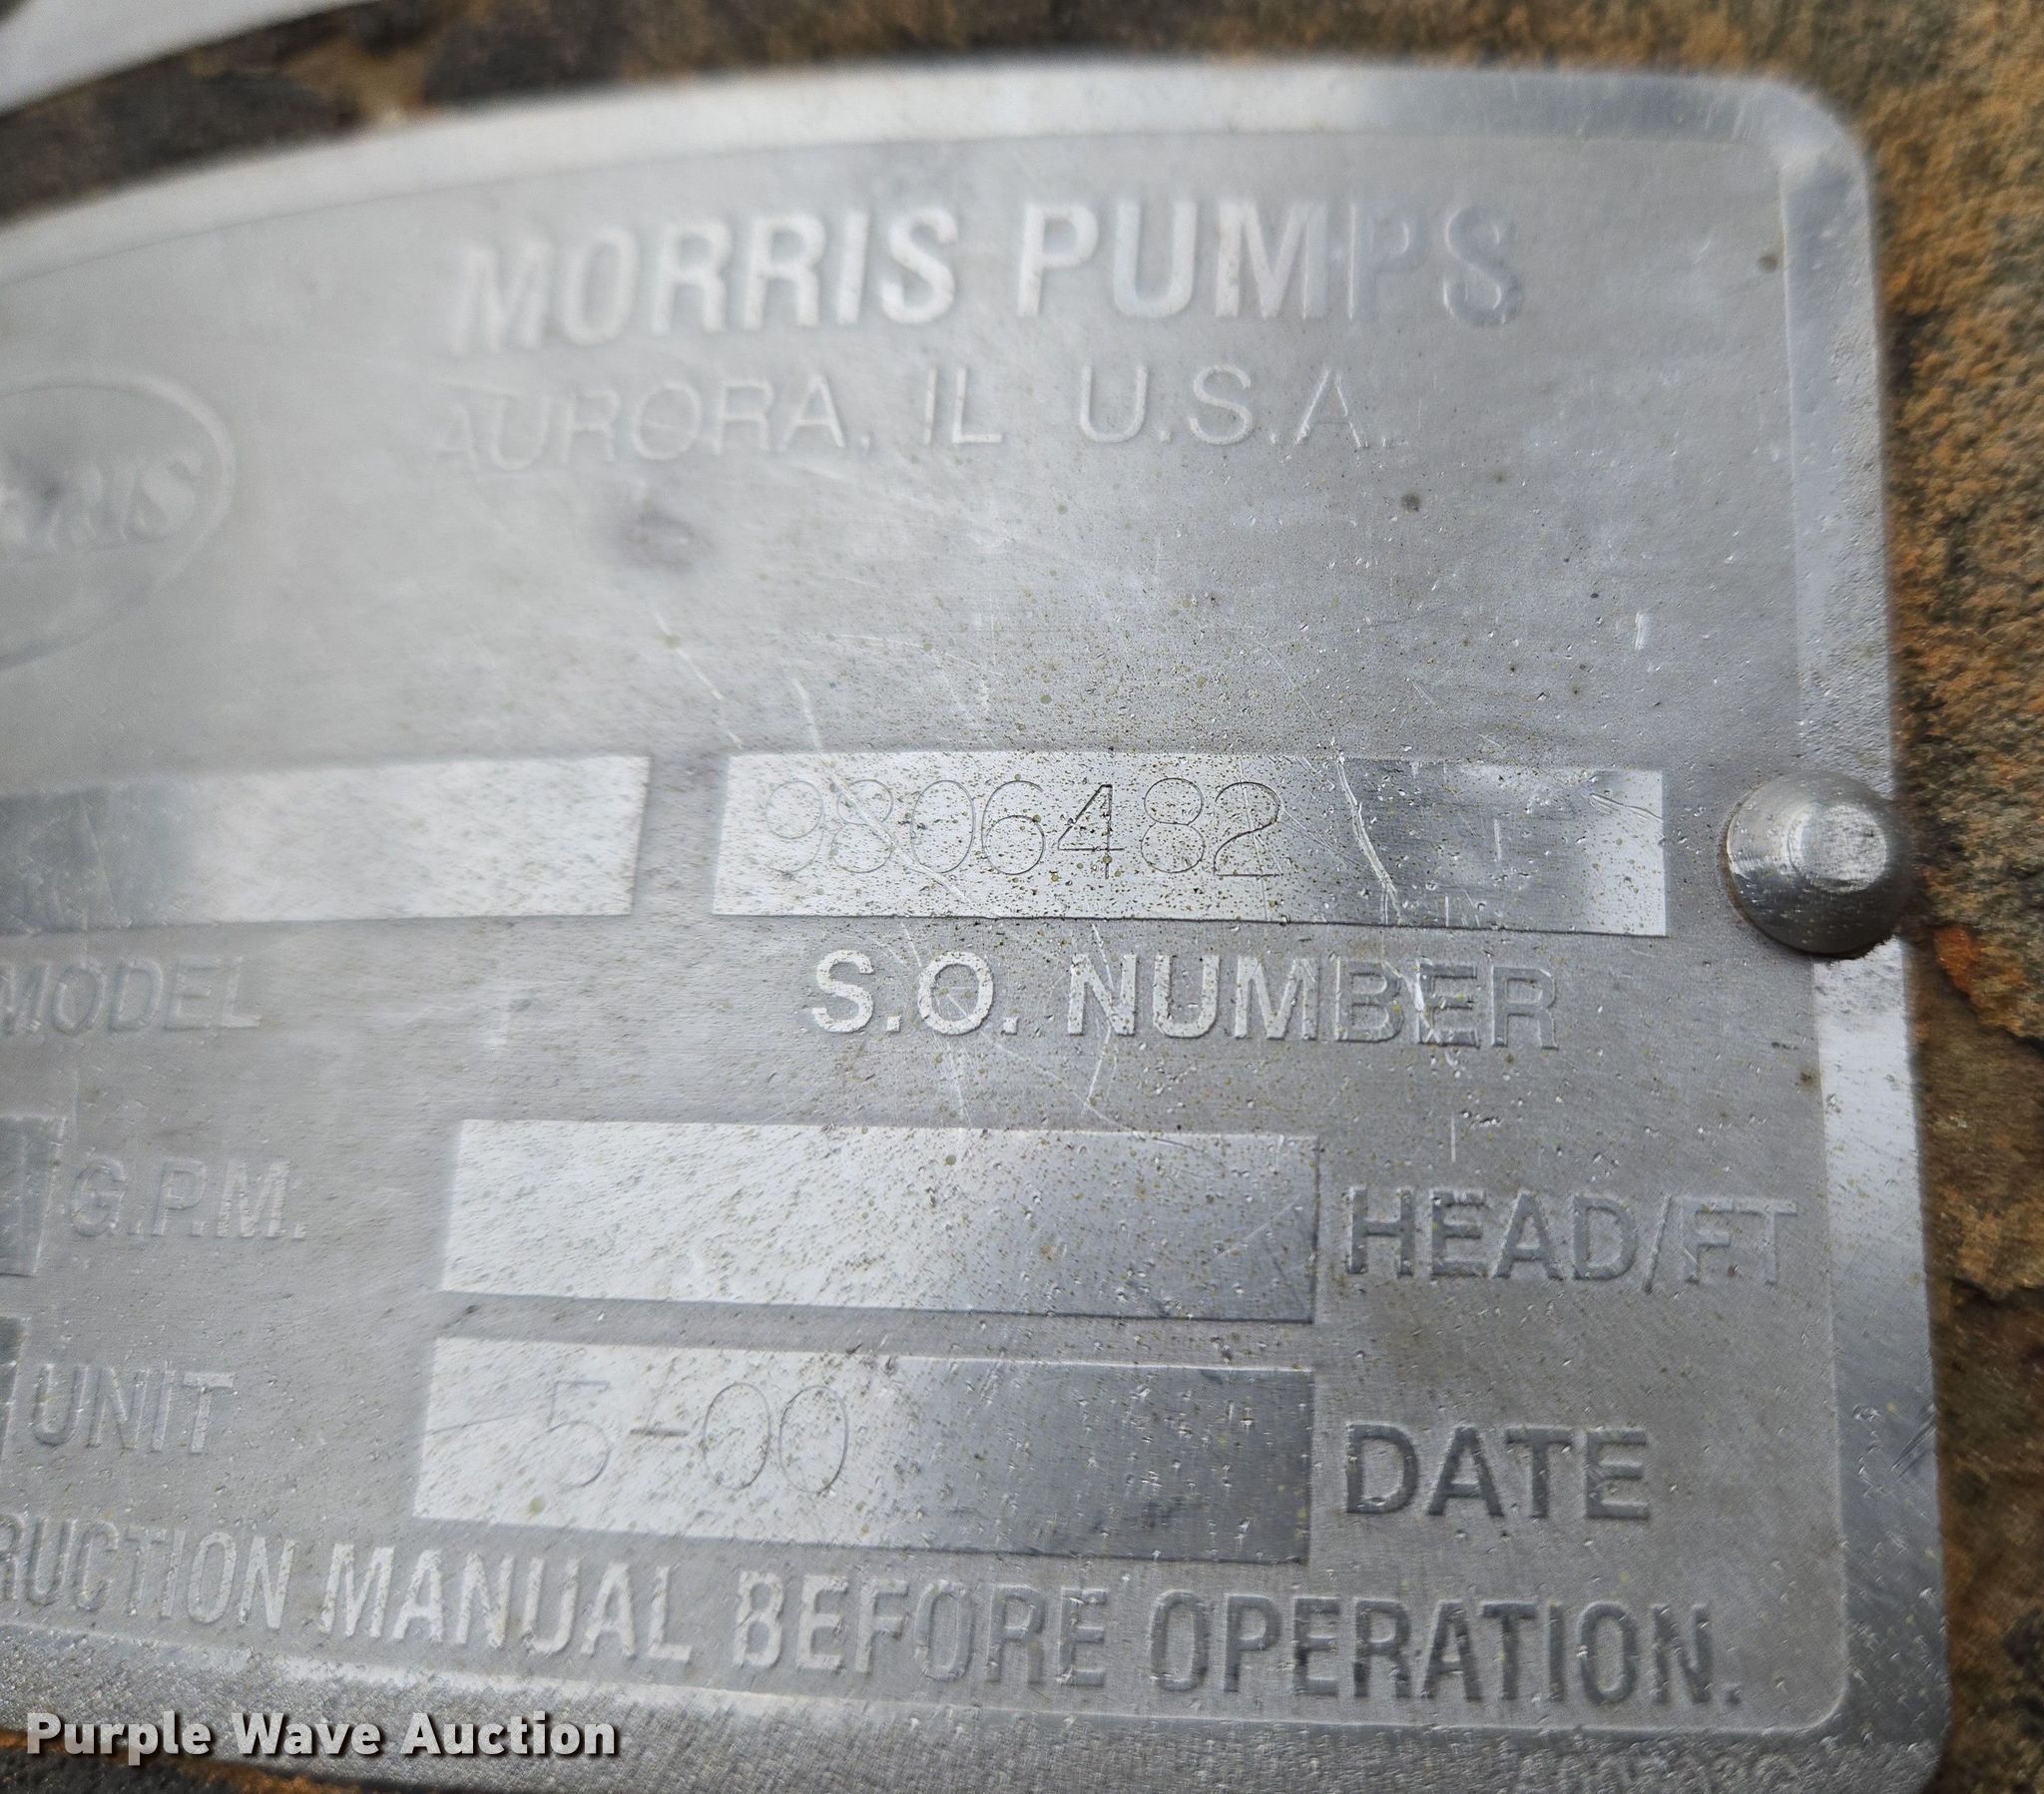 MORRIS PUMPS
AURORA, IL U.S.A.
9806482
MODEL
S.O. NUMBER
G.P.M.
HEAD/FT
UNIT
5-00
DATE
RUCTION MANUAL BEFORE OPERATION.
Purple Wave Auction